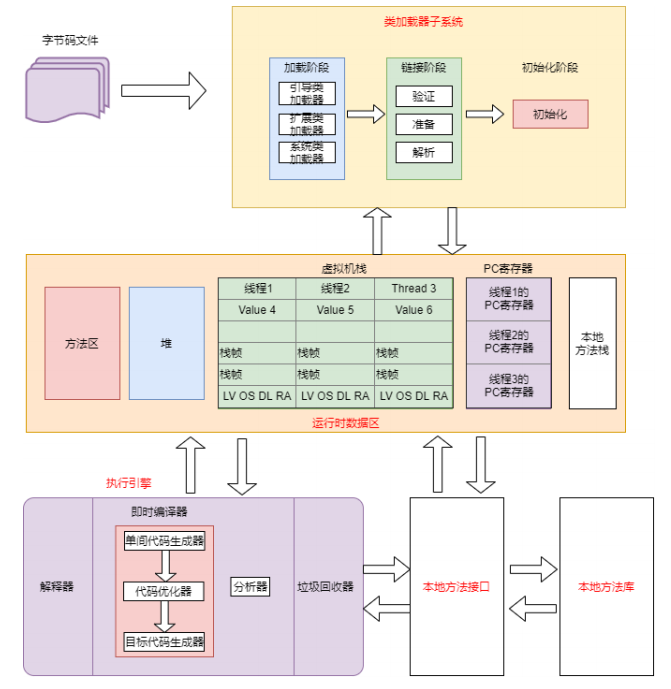 类加载器子系统
字节码文件
加载阶段
链接阶段
初始化阶段
引导类
加载器
扩展类
加载器
系统类
加载器
验证
准备
解析
初始化
虚拟机栈
PC寄存器
方法区
堆
线程1
线程2
Thread 3
Value 4
Value 5
Value 6
栈帧
栈帧
栈帧
栈帧
栈帧
栈帧
LV OS DL RA
LV OS DL RA
LV OS DL RA
线程1的
PC寄存器
线程2的
PC寄存器
线程3的
PC寄存器
本地
方法栈
运行时数据区
执行引擎
解释器
即时编译器
单间代码生成器
代码优化器
目标代码生成器
分析器
垃圾回收器
本地方法接口
本地方法库